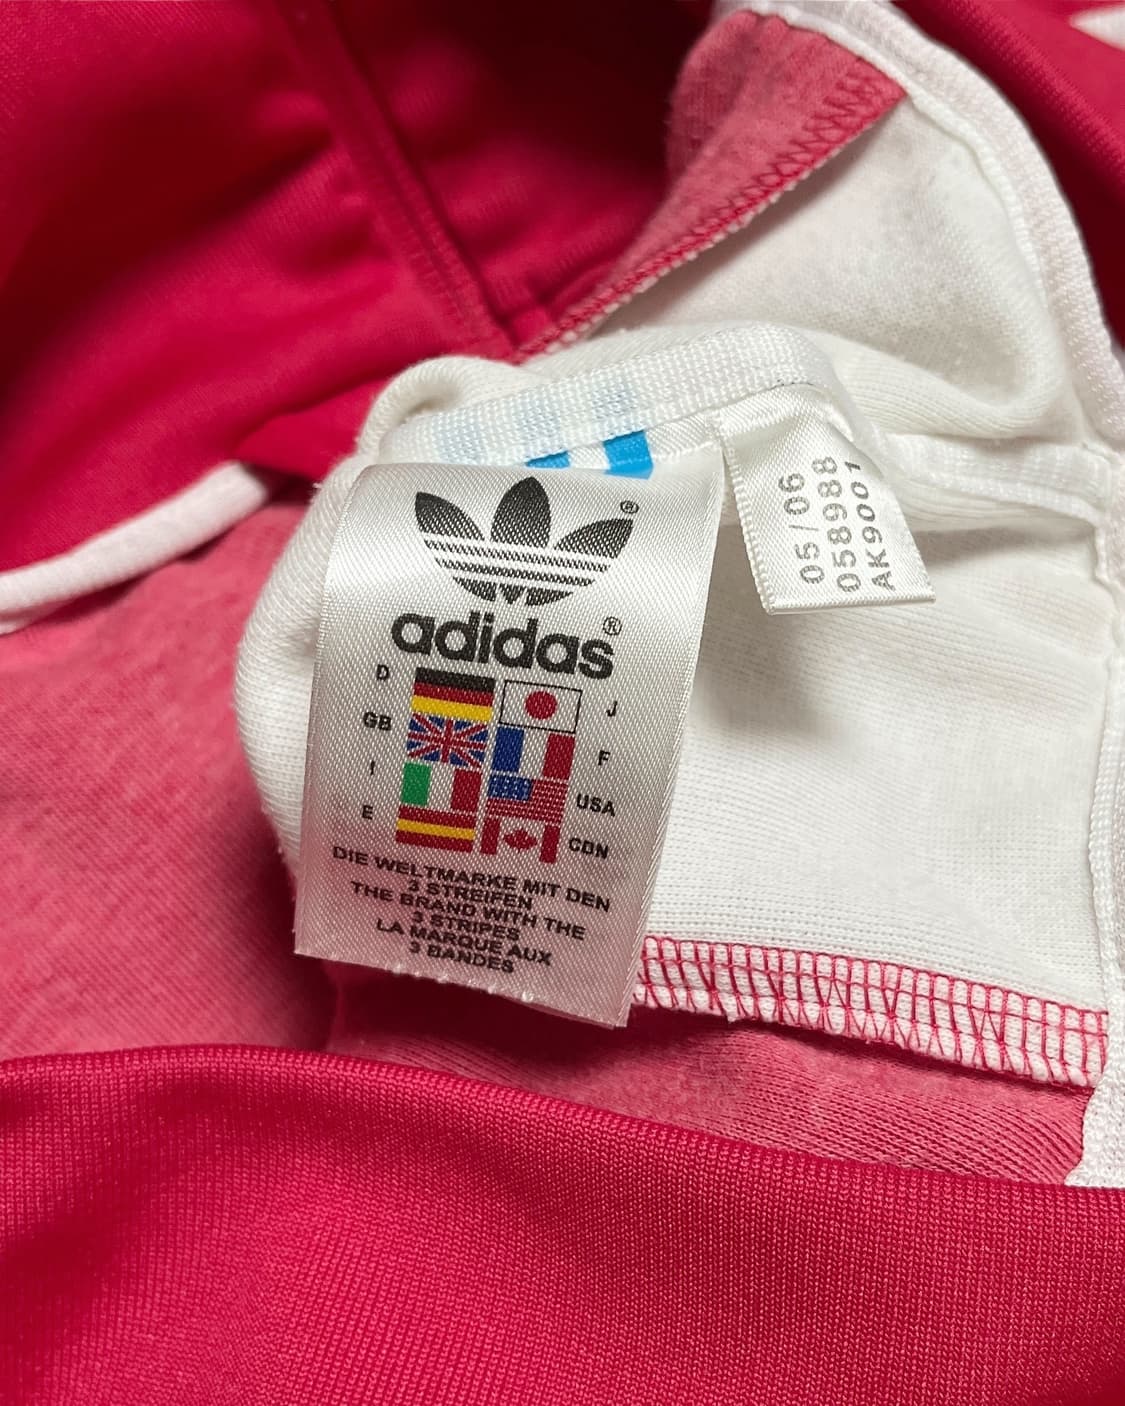 ®
adidas®
D
J
GB
F
I
USA
E
CDN
DIE WELTMARKE MIT DEN
3 STREIFEN
THE BRAND WITH THE
3 STRIPES
LA MARQUE AUX
3 BANDES
05/06
058988
AK9001